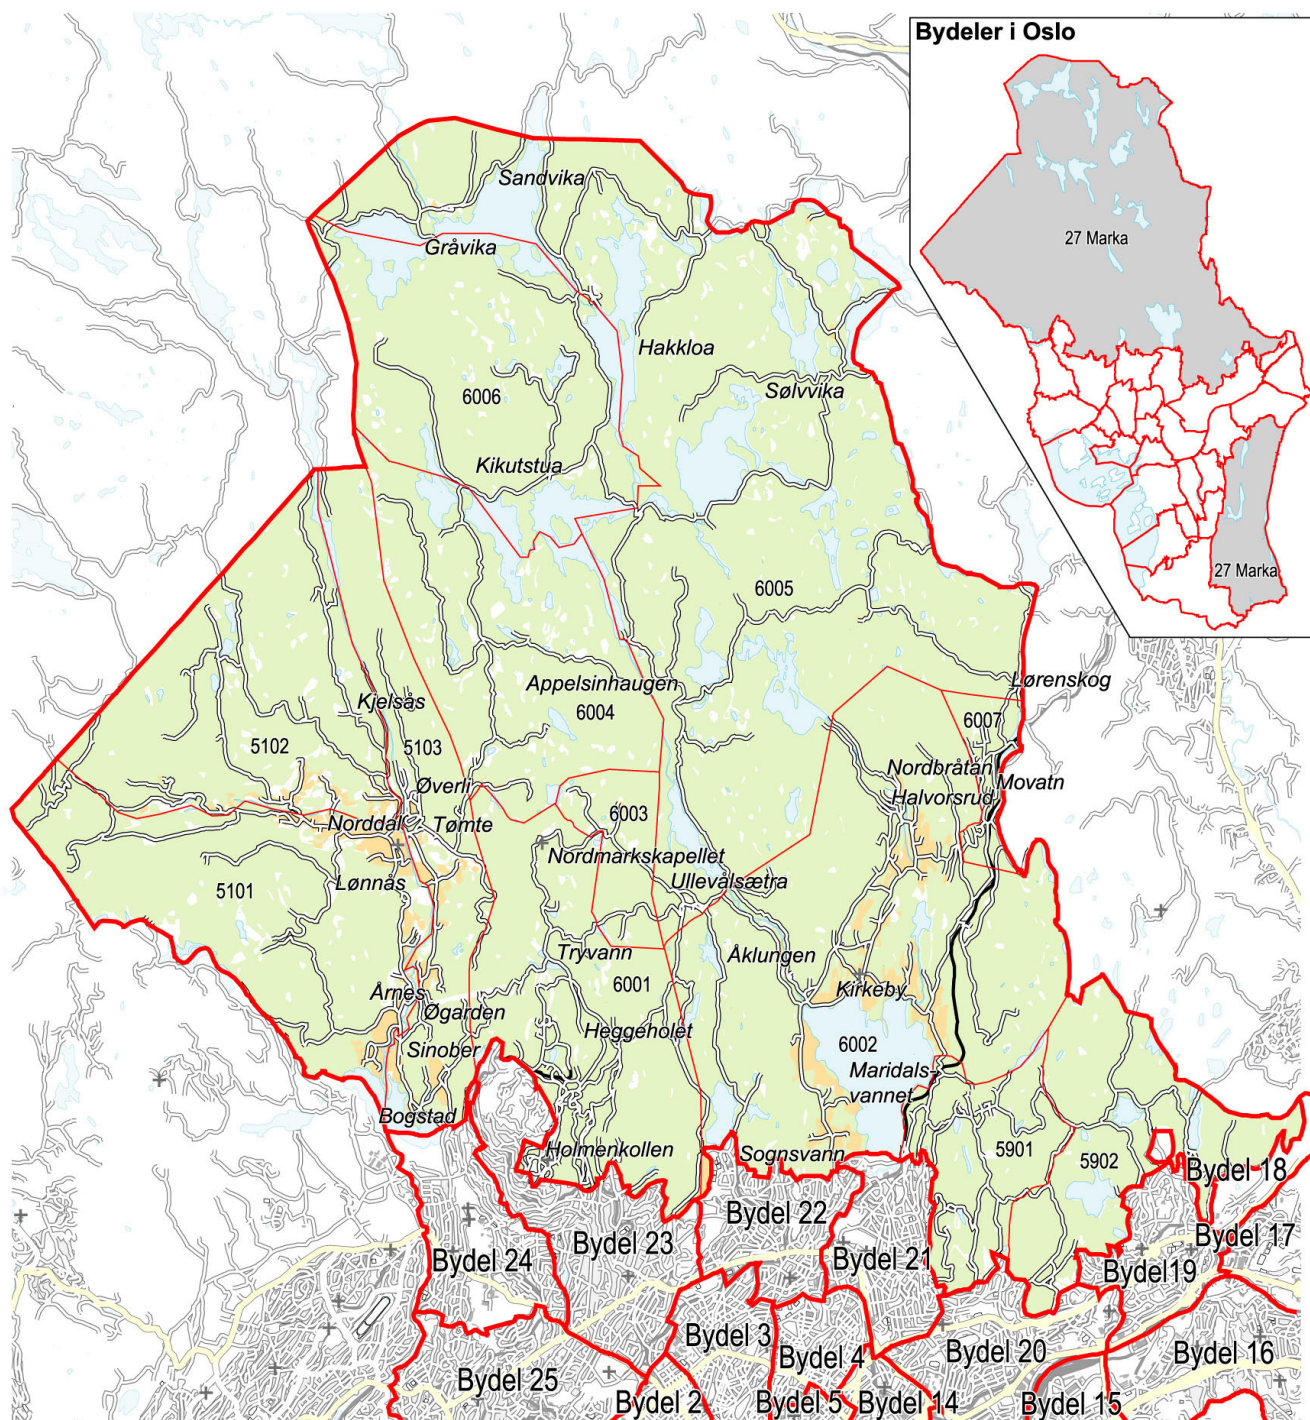 Bydeler i Oslo
27 Marka
27 Marka
Sandvika
Gråvika
Hakkloa
6006
Sølvvika
Kikutstua
6005
Appelsinhaugen
6004
Lørenskog
Kjelsås
6007
5102
5103
Nordbråtan
Øverli
Movatn
Halvorsrud
6003
Norddal
Tømte
Nordmarkskapellet
Lønnås
Ullevålsætra
5101
Tryvann
Åklungen
6001
Årnes
Kirkeby
Øgarden
Heggeholet
6002
Sinober
Maridals-
vannet
Bogstad
Holmenkollen
Sognsvann
5901
5902
Bydel 18
Bydel 22
Bydel 17
Bydel 23
Bydel 24
Bydel 21
Bydel19
Bydel 3
Bydel 4
Bydel 20
Bydel 16
Bydel 25
Bydel 2
Bydel 5
Bydel 14
Bydel 15